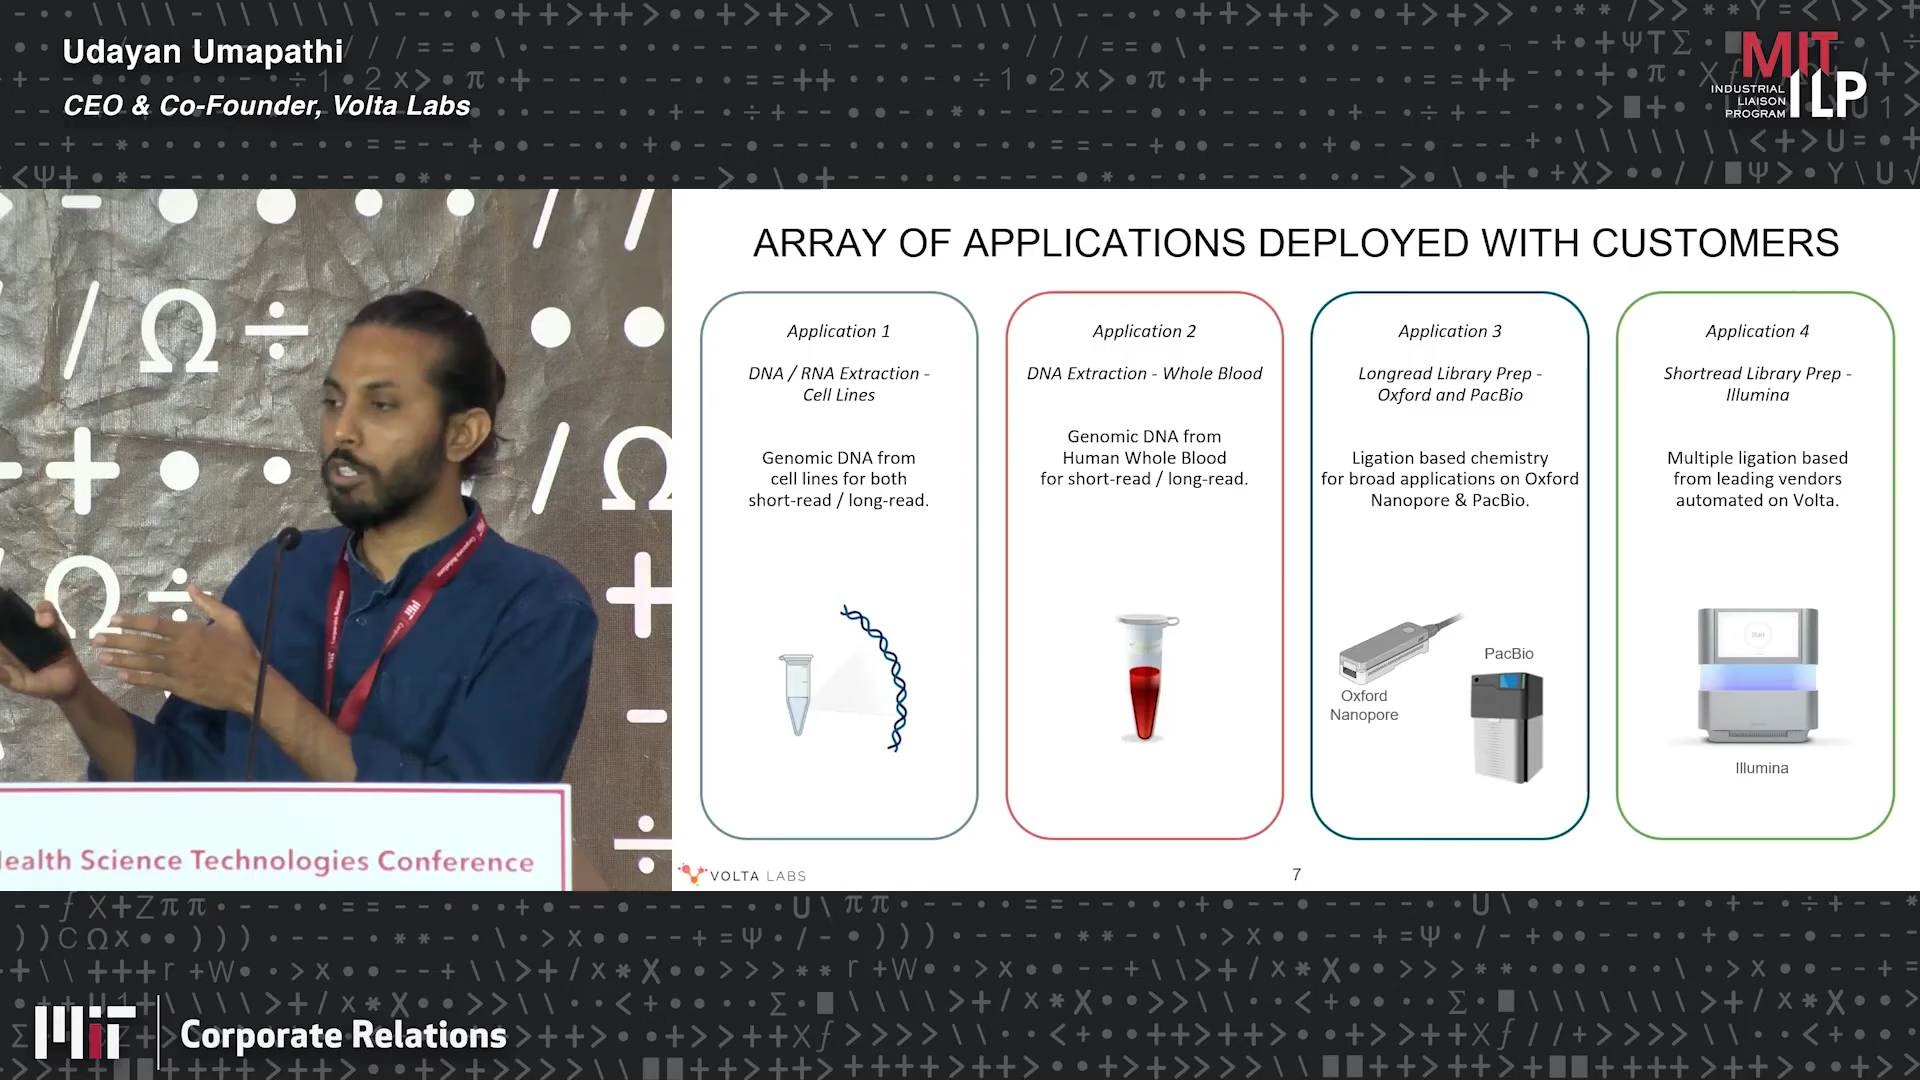 Udayan Umapathi
CEO & Co-Founder, Volta Labs
MIT
ILP
INDUSTRIAL
LIAISON
PROGRAM
ARRAY OF APPLICATIONS DEPLOYED WITH CUSTOMERS
Application 1
DNA / RNA Extraction -
Cell Lines
Genomic DNA from
cell lines for both
short-read / long-read.
Application 2
DNA Extraction - Whole Blood
Genomic DNA from
Human Whole Blood
for short-read / long-read.
Application 3
Longread Library Prep -
Oxford and PacBio
Ligation based chemistry
for broad applications on Oxford
Nanopore & PacBio.
Oxford
Nanopore
PacBio
Application 4
Shortread Library Prep -
Illumina
Multiple ligation based
from leading vendors
automated on Volta.
Start
Illumina
VOLTA LABS
7
Health Science Technologies Conference
MIT
Corporate Relations